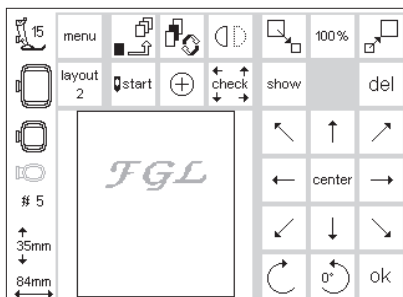 15 menu 100%
layout
2 start check show del
FGL
center
# 5
35mm
84mm 0° ok